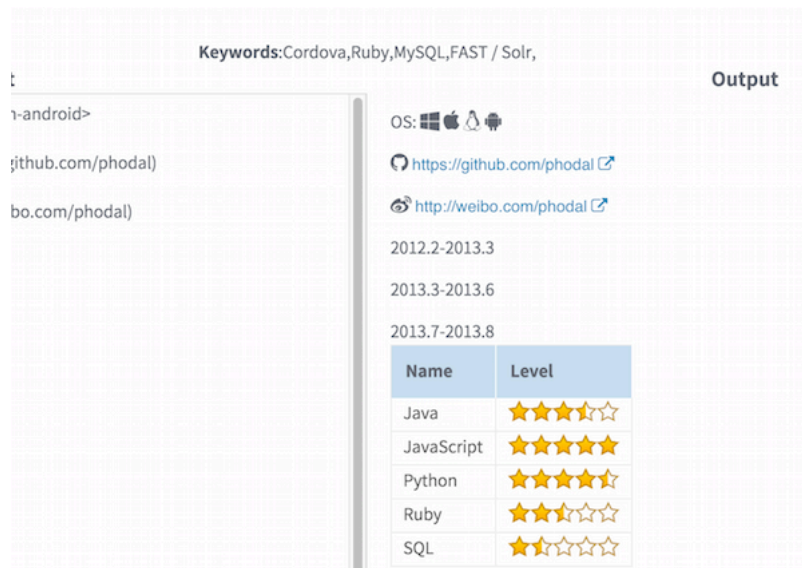 Keywords:Cordova,Ruby,MySQL,FAST / Solr,
Output
n-android>
github.com/phodal)
bo.com/phodal)
OS:
https://github.com/phodal
http://weibo.com/phodal
2012.2-2013.3
2013.3-2013.6
2013.7-2013.8
Name Level
Java
JavaScript
Python
Ruby
SQL